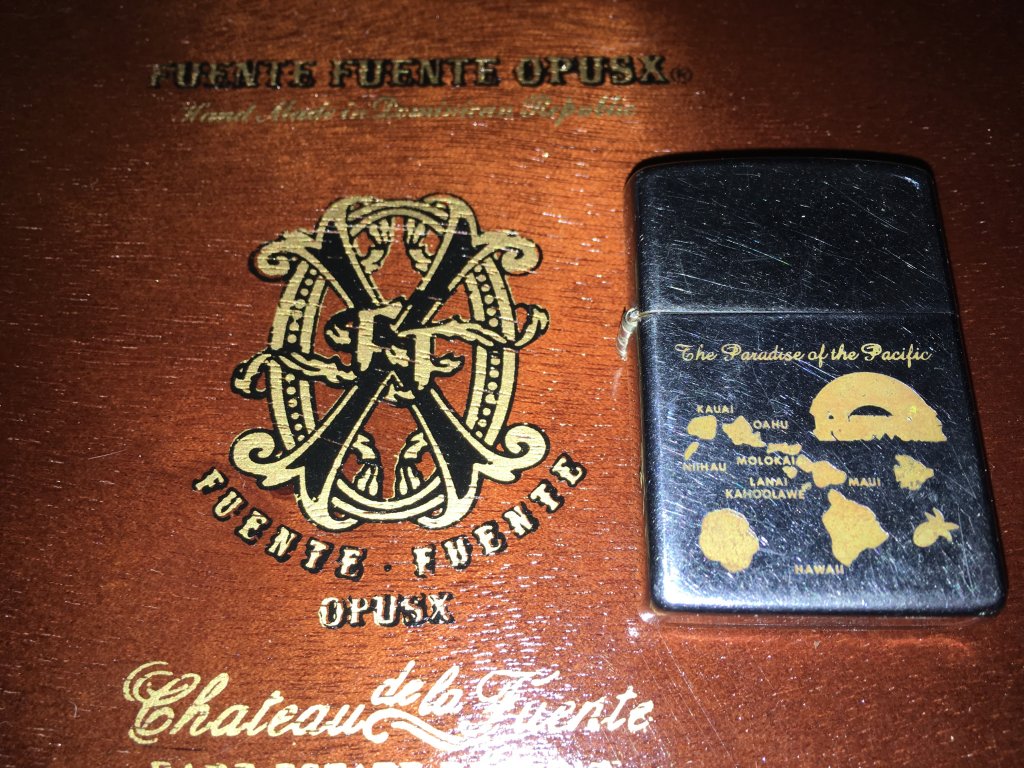 FUENTE FUENTE OPUSX®
Hand Made in Dominican Republic
FF
FUENTE · FUENTE
OPUSX
Chateau de la Fuente
The Paradise of the Pacific
KAUAI
OAHU
NIIHAU
MOLOKAI
LANAI
MAUI
KAHOOLAWE
HAWAII